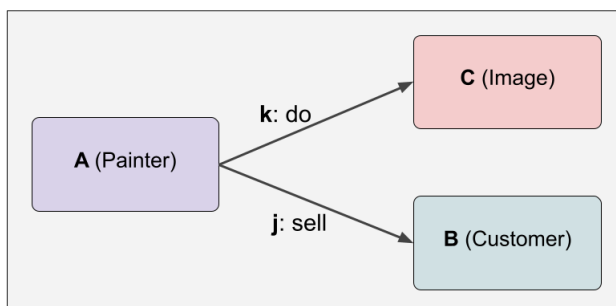 C (Image)
k: do
A (Painter)
j: sell
B (Customer)